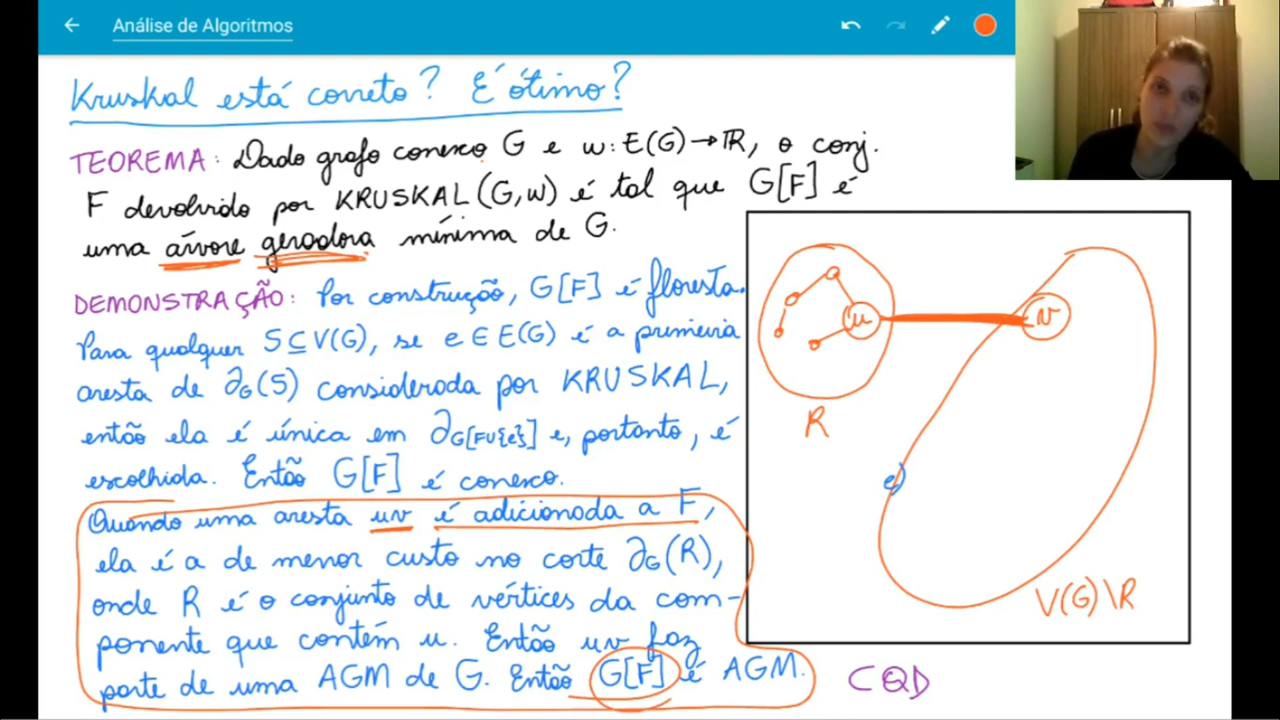 Análise de Algoritmos
Kruskal está correto? É ótimo?
TEOREMA: Dado grafo conexo G e w: E(G)→ℝ, o conj.
F devolvido por KRUSKAL(G,w) é tal que G[F] é
uma árvore geradora mínima de G.
DEMONSTRAÇÃO: Por construção, G[F] é floresta.
Para qualquer S⊆V(G), se e∈E(G) é a primeira
aresta de ∂G(S) considerada por KRUSKAL,
então ela é única em ∂G[F∪{e}] e, portanto, é
escolhida. Então G[F] é conexo.
Quando uma aresta uv é adicionada a F,
ela é a de menor custo no corte ∂G(R),
onde R é o conjunto de vértices da com-
ponente que contém u. Então uv faz
parte de uma AGM de G. Então G[F] é AGM.
CQD
u
v
R
e)
V(G)\R